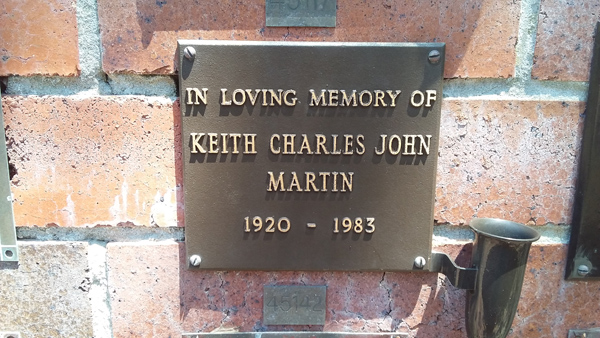 IN LOVING MEMORY OF
KEITH CHARLES JOHN
MARTIN
1920 - 1983